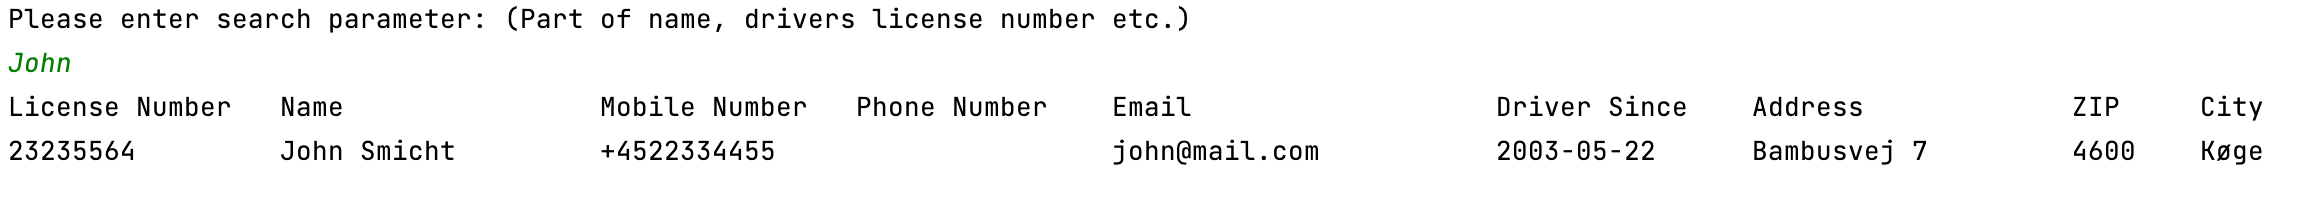 Please enter search parameter: (Part of name, drivers license number etc.)
John
License Number   Name                Mobile Number   Phone Number    Email                   Driver Since    Address             ZIP     City
23235564         John Smicht         +4522334455                     john@mail.com           2003-05-22      Bambusvej 7         4600    Køge